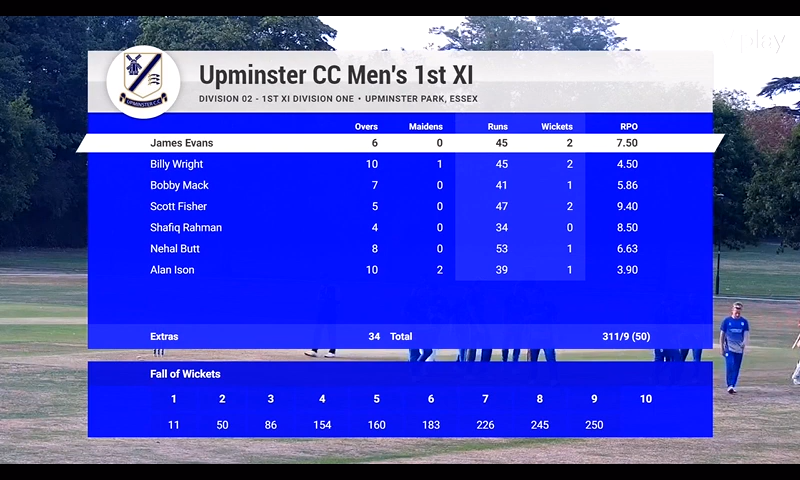 play
Upminster CC Men's 1st XI
DIVISION 02 - 1ST XI DIVISION ONE • UPMINSTER PARK, ESSEX
UPMINSTER CC
Overs Maidens Runs Wickets RPO
James Evans 6 0 45 2 7.50
Billy Wright 10 1 45 2 4.50
Bobby Mack 7 0 41 1 5.86
Scott Fisher 5 0 47 2 9.40
Shafiq Rahman 4 0 34 0 8.50
Nehal Butt 8 0 53 1 6.63
Alan Ison 10 2 39 1 3.90
Extras 34 Total 311/9 (50)
Fall of Wickets
1 2 3 4 5 6 7 8 9 10
11 50 86 154 160 183 226 245 250